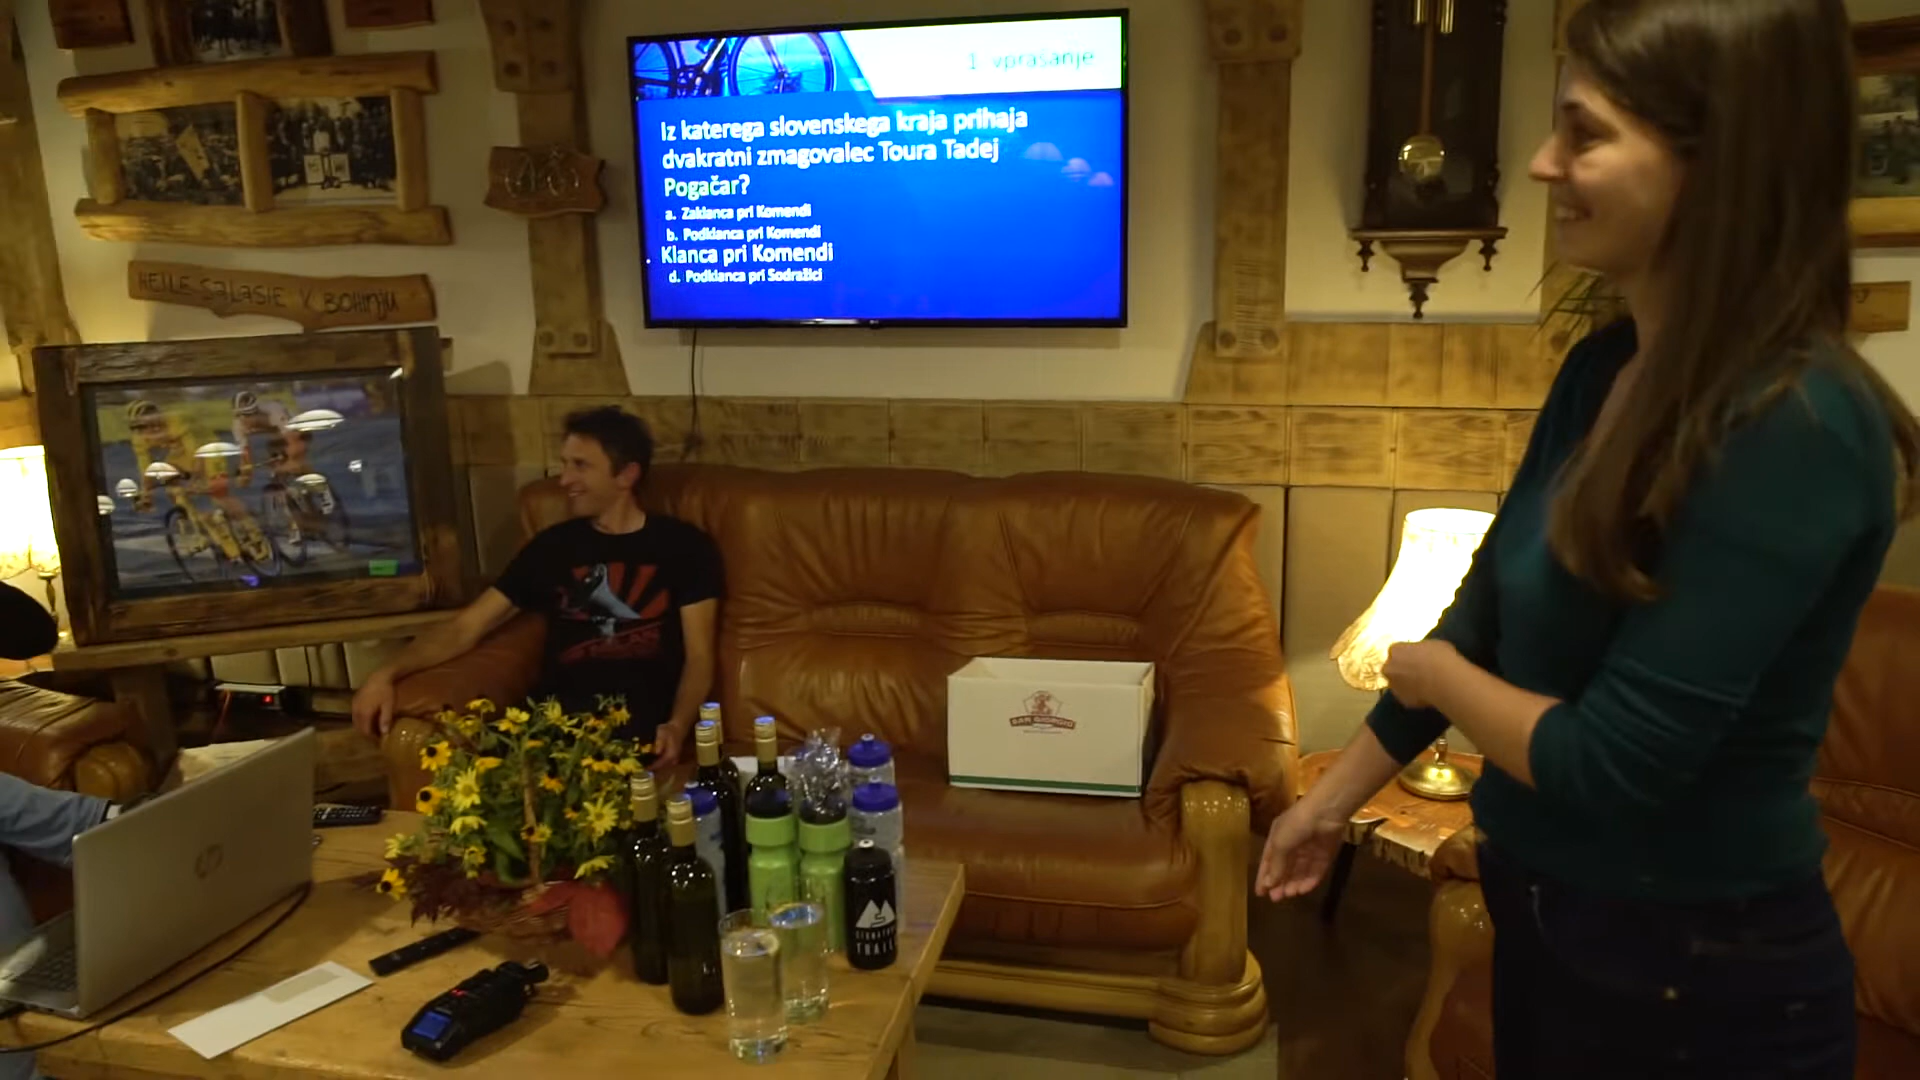 1. vprašanje
Iz katerega slovenskega kraja prihaja
dvakratni zmagovalec Toura Tadej
Pogačar?
a. Zaklanca pri Komendi
b. Podklanca pri Komendi
Klanca pri Komendi
d. Podklanca pri Sodražici
HEILE SALASIE V BOHINJU
SAN GIORGIO
hp
TRAIL